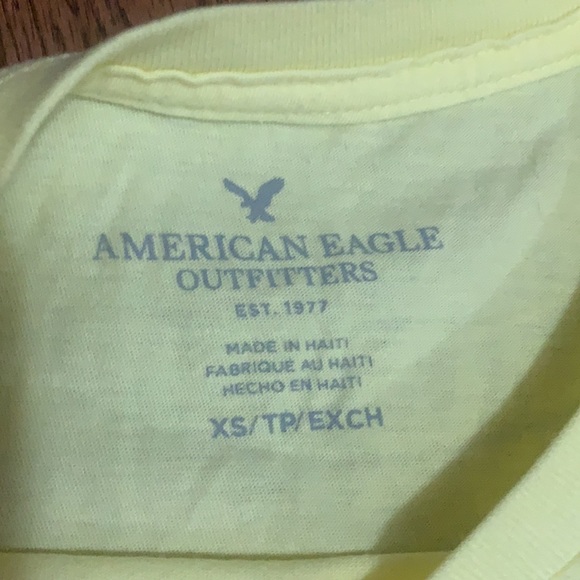 AMERICAN EAGLE
OUTFITTERS
EST. 1977
MADE IN HAITI
FABRIQUE AU HAITI
HECHO EN HAITI
XS/TP/EXCH